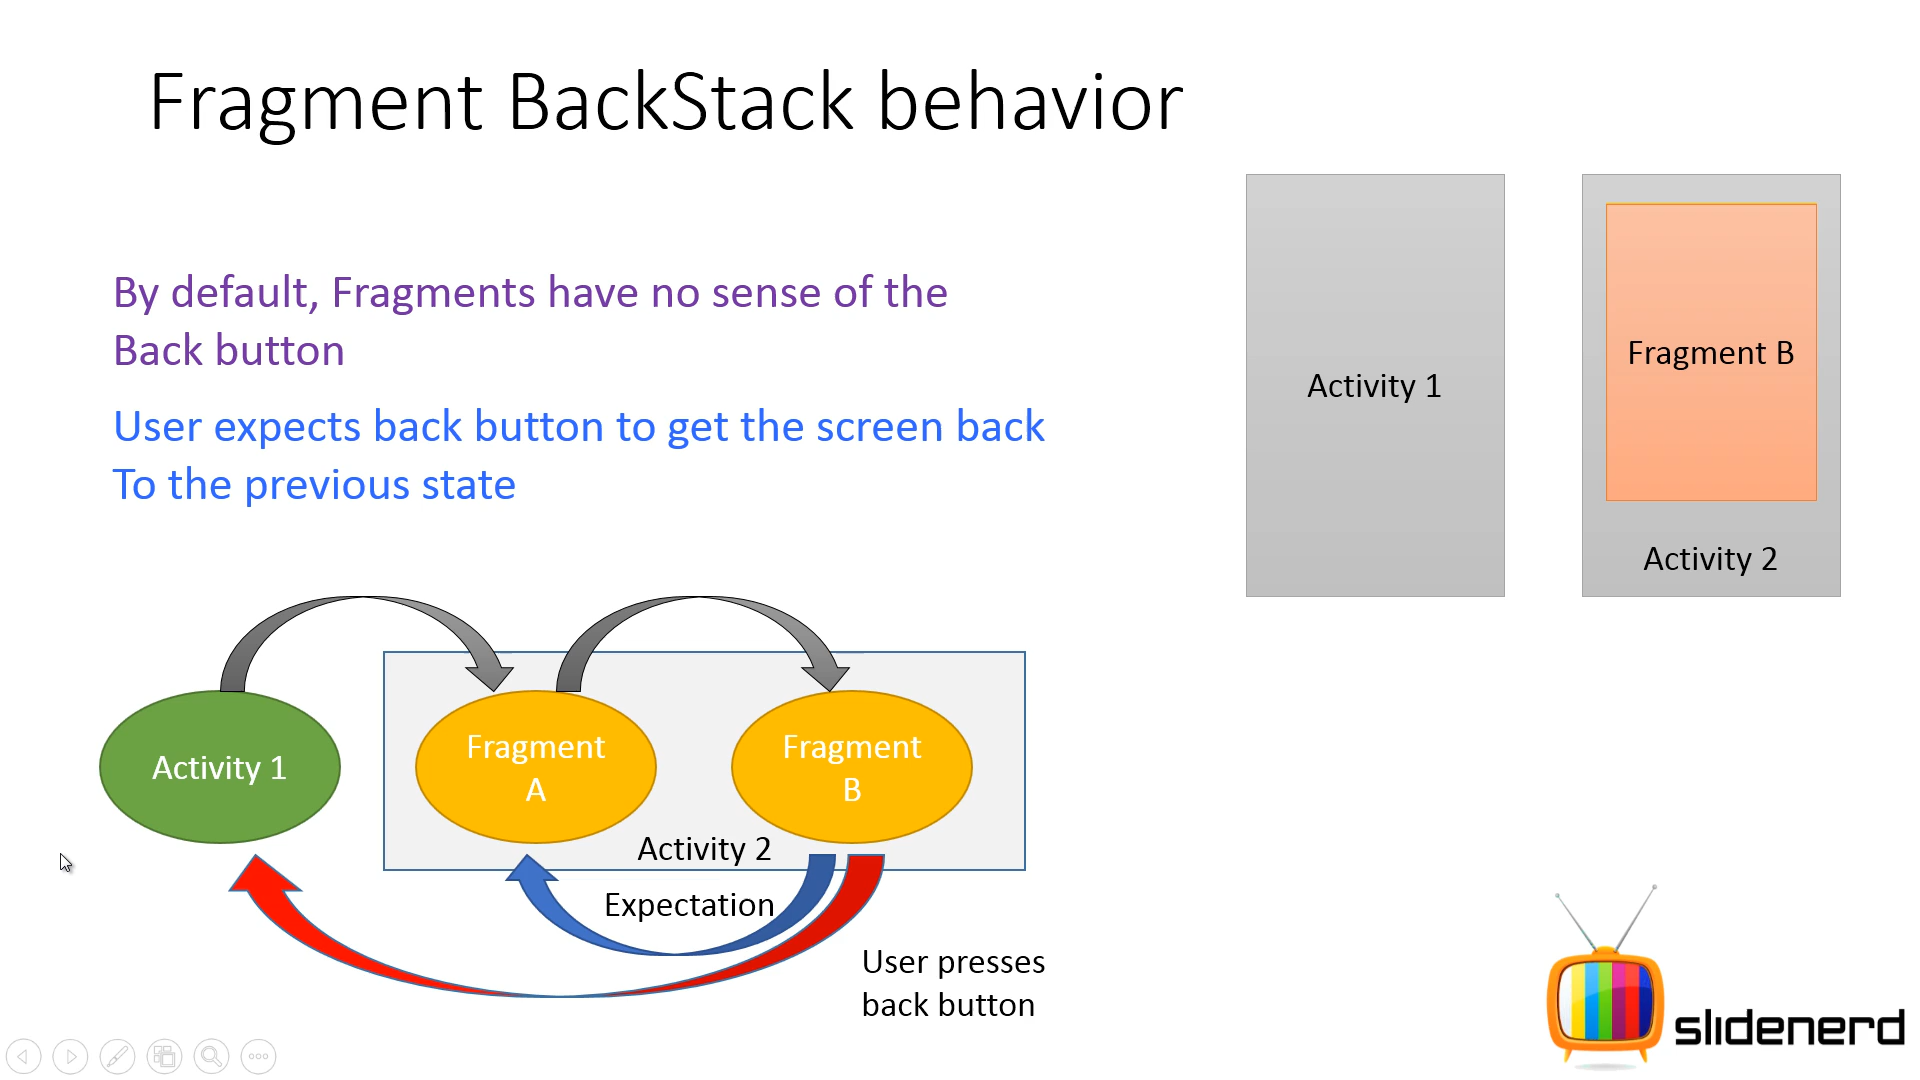 Fragment BackStack behavior
By default, Fragments have no sense of the
Back button
User expects back button to get the screen back
To the previous state
Activity 1
Fragment B
Activity 2
Activity 1
Fragment
A
Fragment
B
Activity 2
Expectation
User presses
back button
slidenerd